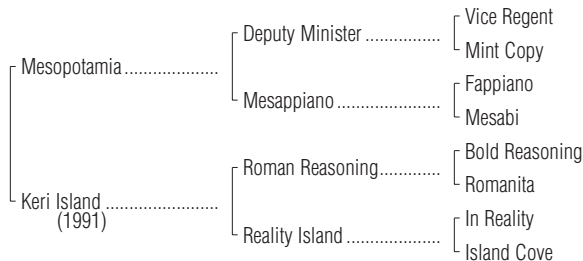 Vice Regent
Deputy Minister ................
Mint Copy
Mesopotamia....................
Fappiano
Mesappiano .....................
Mesabi
Bold Reasoning
Roman Reasoning.............
Romanita
Keri Island ........................
(1991)
In Reality
Reality Island ...................
Island Cove